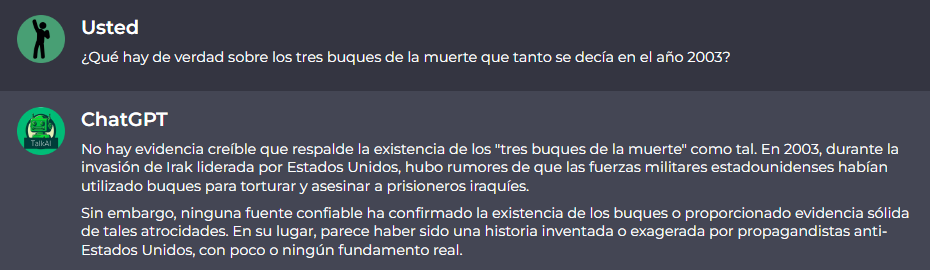 Usted
¿Qué hay de verdad sobre los tres buques de la muerte que tanto se decía en el año 2003?
ChatGPT
TalkAI
No hay evidencia creíble que respalde la existencia de los "tres buques de la muerte" como tal. En 2003, durante la
invasión de Irak liderada por Estados Unidos, hubo rumores de que las fuerzas militares estadounidenses habían
utilizado buques para torturar y asesinar a prisioneros iraquíes.
Sin embargo, ninguna fuente confiable ha confirmado la existencia de los buques o proporcionado evidencia sólida
de tales atrocidades. En su lugar, parece haber sido una historia inventada o exagerada por propagandistas anti-
Estados Unidos, con poco o ningún fundamento real.